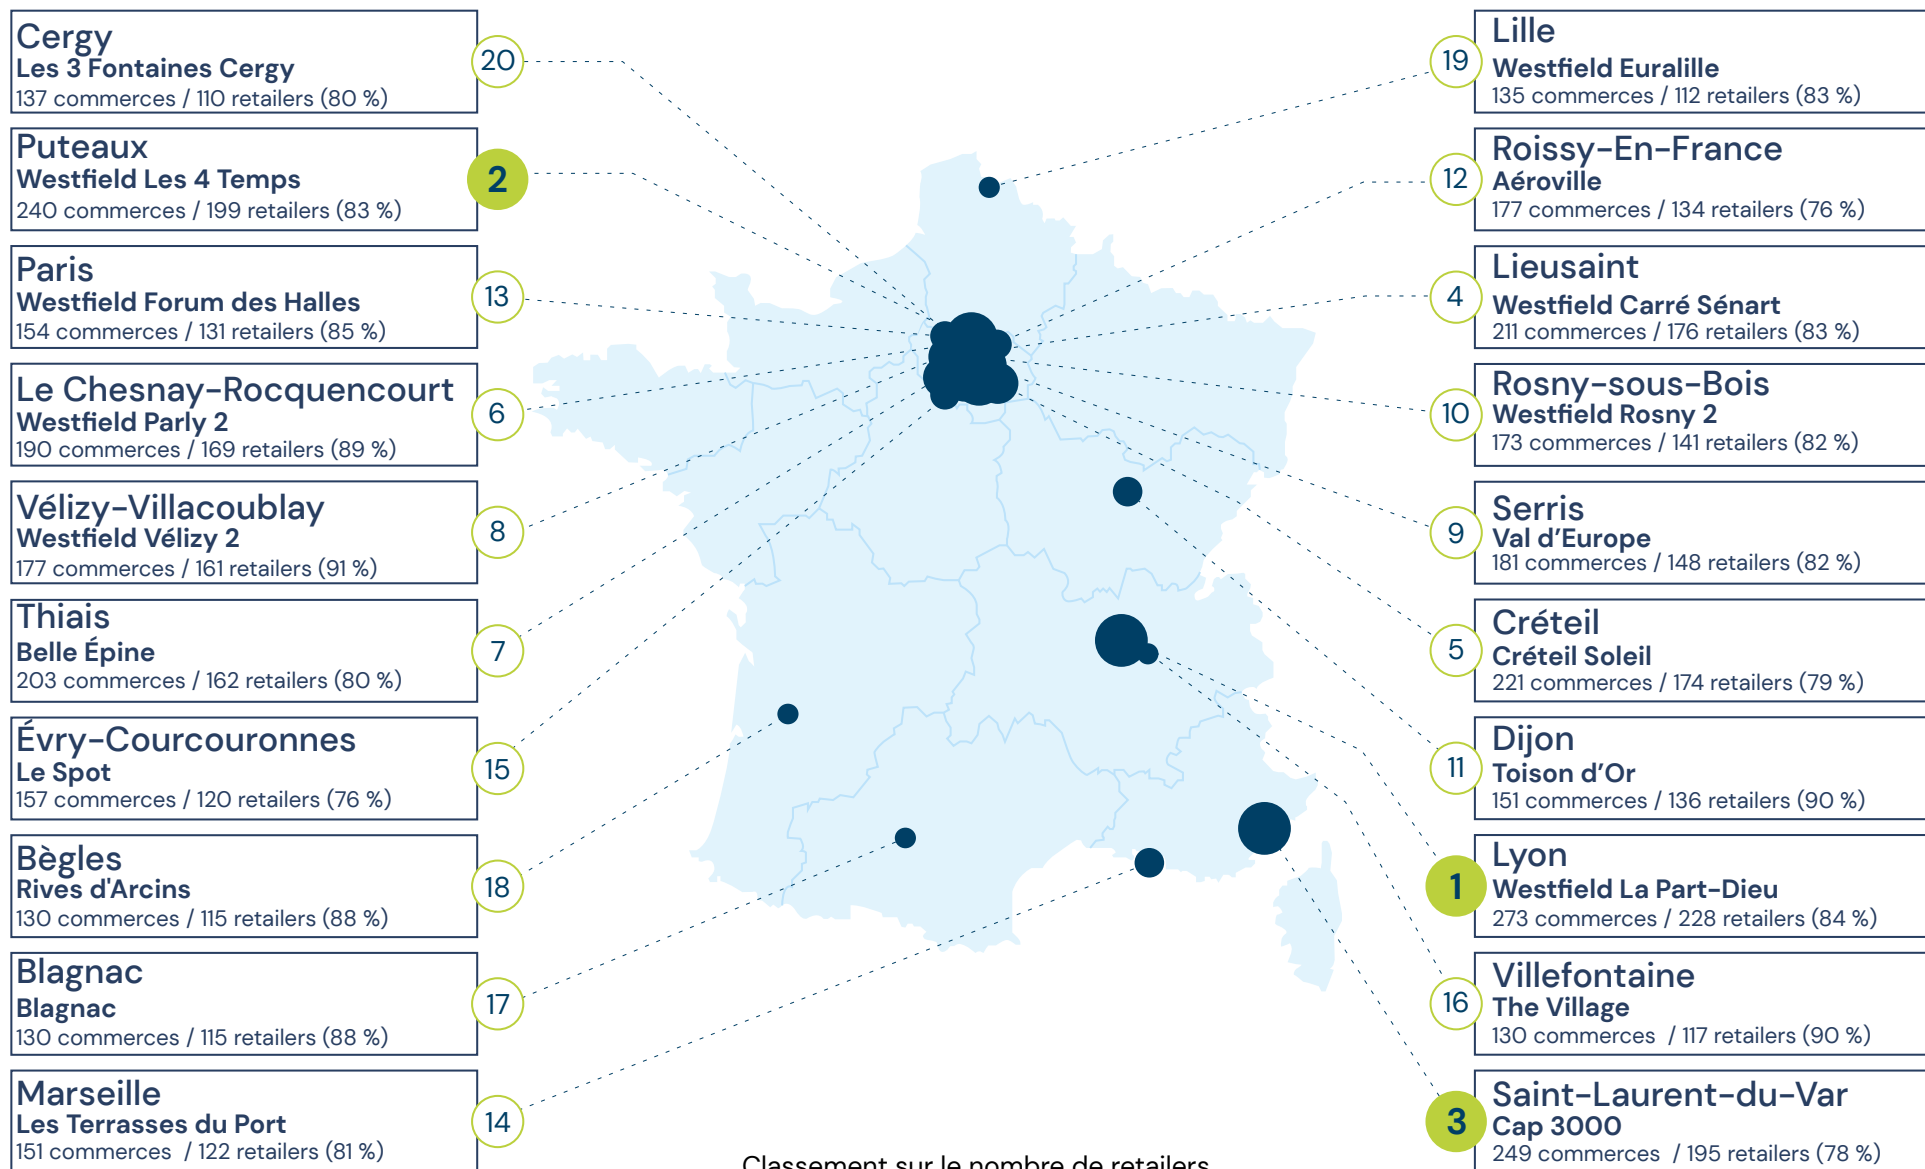 Cergy
Les 3 Fontaines Cergy
137 commerces / 110 retailers (80 %)
20
Puteaux
Westfield Les 4 Temps
240 commerces / 199 retailers (83 %)
2
Paris
Westfield Forum des Halles
154 commerces / 131 retailers (85 %)
13
Le Chesnay-Rocquencourt
Westfield Parly 2
190 commerces / 169 retailers (89 %)
6
Vélizy-Villacoublay
Westfield Vélizy 2
177 commerces / 161 retailers (91 %)
8
Thiais
Belle Épine
203 commerces / 162 retailers (80 %)
7
Évry-Courcouronnes
Le Spot
157 commerces / 120 retailers (76 %)
15
Bègles
Rives d'Arcins
130 commerces / 115 retailers (88 %)
18
Blagnac
Blagnac
130 commerces / 115 retailers (88 %)
17
Marseille
Les Terrasses du Port
151 commerces / 122 retailers (81 %)
14
Lille
Westfield Euralille
135 commerces / 112 retailers (83 %)
19
Roissy-En-France
Aéroville
177 commerces / 134 retailers (76 %)
12
Lieusaint
Westfield Carré Sénart
211 commerces / 176 retailers (83 %)
4
Rosny-sous-Bois
Westfield Rosny 2
173 commerces / 141 retailers (82 %)
10
Serris
Val d’Europe
181 commerces / 148 retailers (82 %)
9
Créteil
Créteil Soleil
221 commerces / 174 retailers (79 %)
5
Dijon
Toison d’Or
151 commerces / 136 retailers (90 %)
11
Lyon
Westfield La Part-Dieu
273 commerces / 228 retailers (84 %)
1
Villefontaine
The Village
130 commerces / 117 retailers (90 %)
16
Saint-Laurent-du-Var
Cap 3000
249 commerces / 195 retailers (78 %)
3
Classement sur le nombre de retailers